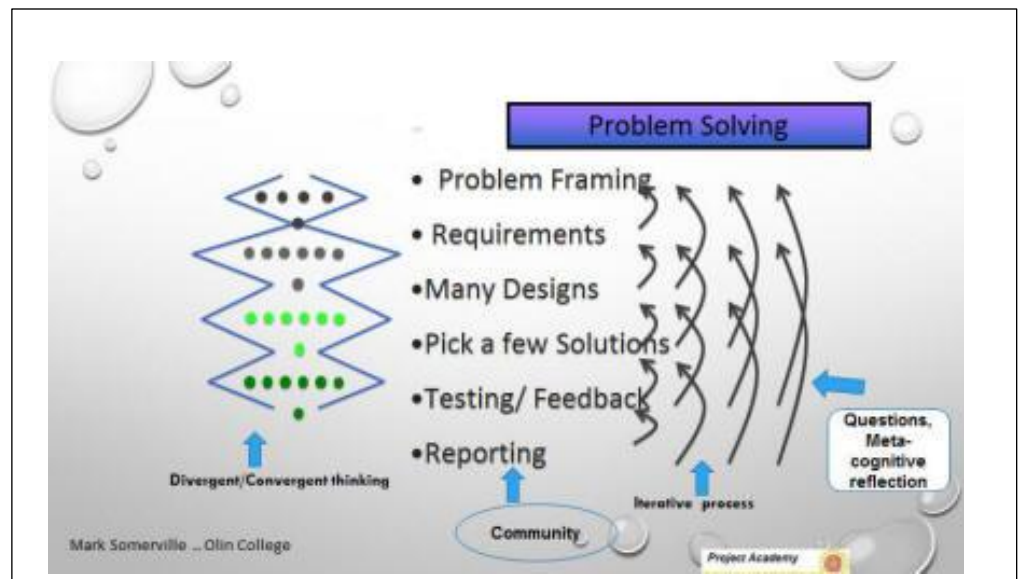 Problem Solving
• Problem Framing
• Requirements
•Many Designs
•Pick a few Solutions
•Testing/ Feedback
•Reporting
Divergent/Convergent thinking
Community
Iterative process
Questions,
Meta-
cognitive
reflection
Mark Somerville .. Olin College
Project Academy